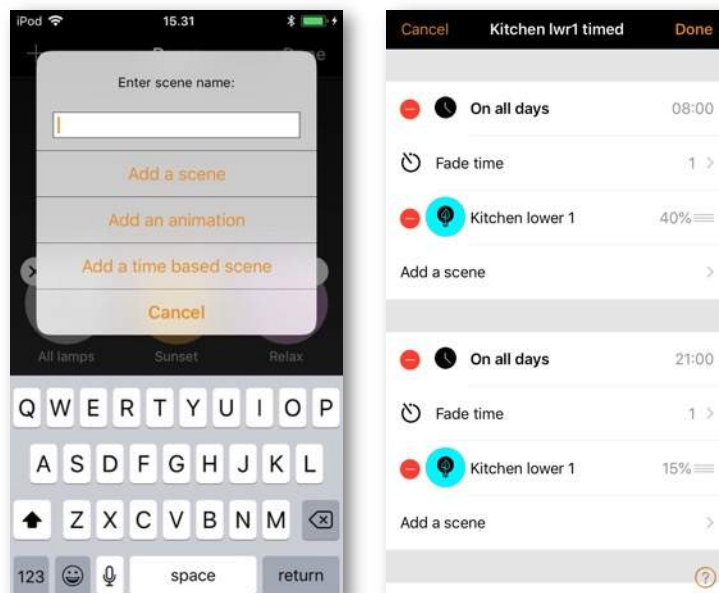 iPod
15.31
Enter scene name:
Add a scene
Add an animation
Add a time based scene
Cancel
All lamps
Sunset
Relax
Q W E R T Y U I O P
A S D F G H J K L
Z X C V B N M
123
space
return
Cancel
Kitchen lwr1 timed
Done
On all days
08:00
Fade time
1
Kitchen lower 1
40%
Add a scene
On all days
21:00
Fade time
1
Kitchen lower 1
15%
Add a scene
?